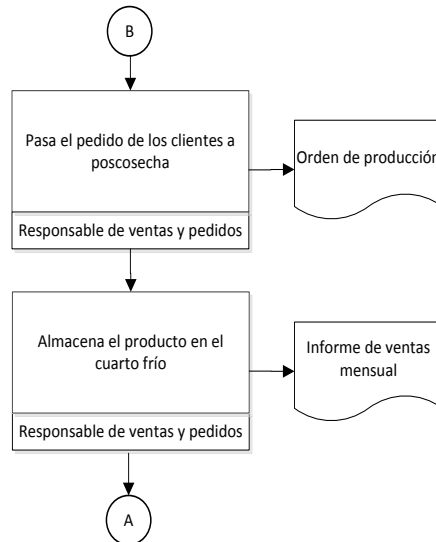 B
Pasa el pedido de los clientes a
poscosecha
Orden de producción
Responsable de ventas y pedidos
Almacena el producto en el
cuarto frío
Informe de ventas
mensual
Responsable de ventas y pedidos
A